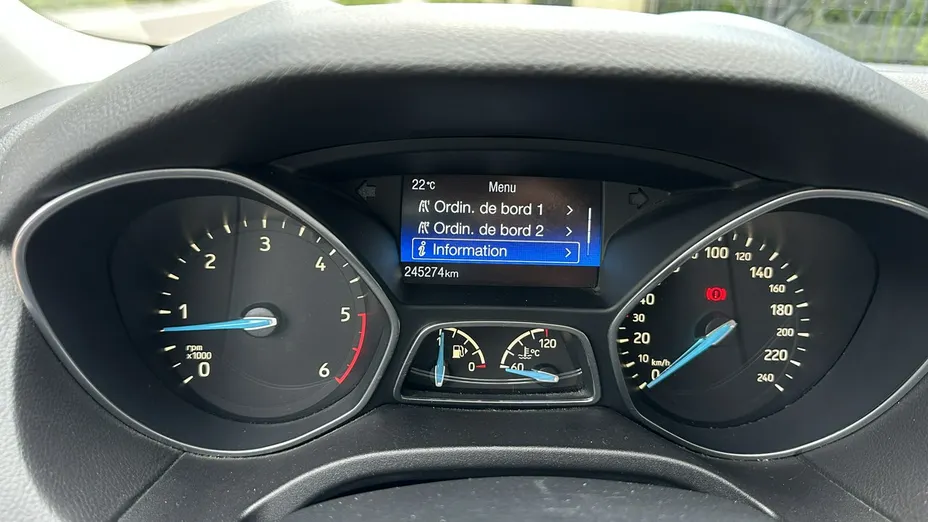 22°C Menu
Ordin. de bord 1
Ordin. de bord 2
i Information
245274km
0
1
2
3
4
5
6
rpm
x1000
1
0
60
120
°C
0
10
20
40
100
120
140
160
180
200
220
240
km/h